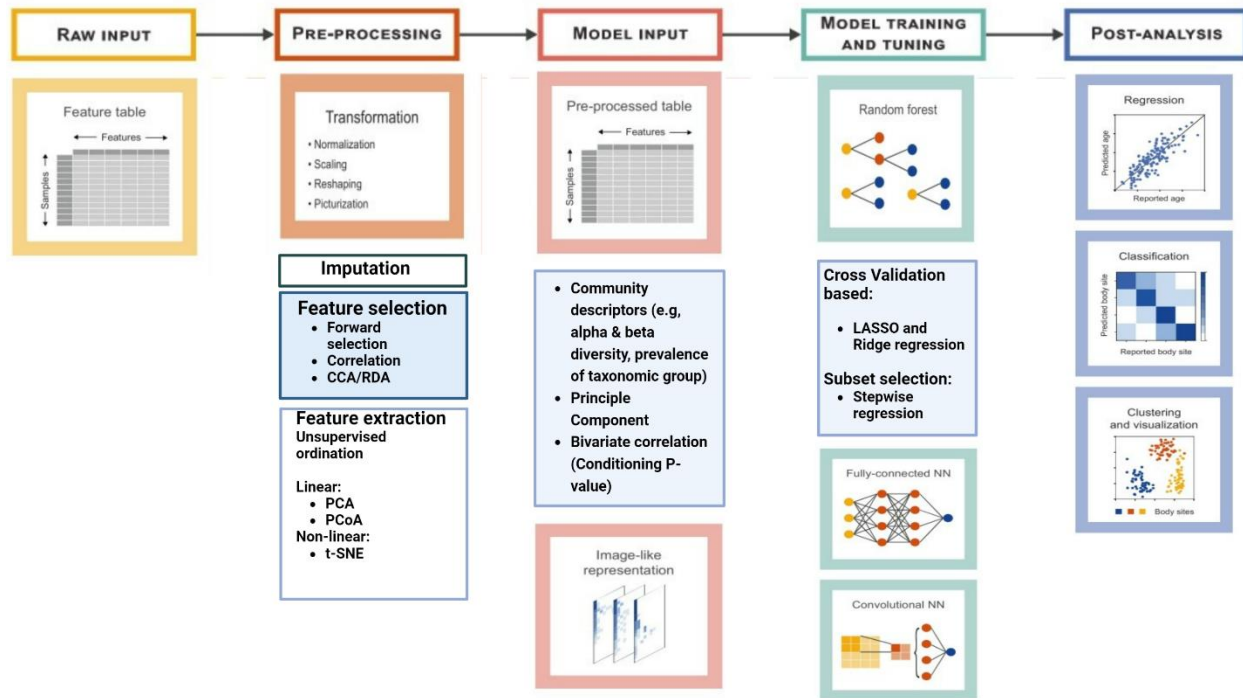 RAW INPUT
PRE-PROCESSING
MODEL INPUT
MODEL TRAINING
AND TUNING
POST-ANALYSIS
Feature table
Features
Samples
Transformation
• Normalization
• Scaling
• Reshaping
• Picturization
Imputation
Feature selection
• Forward
selection
• Correlation
• CCA/RDA
Feature extraction
Unsupervised
ordination
Linear:
• PCA
• PCoA
Non-linear:
• t-SNE
Pre-processed table
Features
Samples
• Community
descriptors (e.g,
alpha & beta
diversity, prevalence
of taxonomic group)
• Principle
Component
• Bivariate correlation
(Conditioning P-
value)
Image-like
representation
Random forest
Cross Validation
based:
• LASSO and
Ridge regression
Subset selection:
• Stepwise
regression
Fully-connected NN
Convolutional NN
Regression
Predicted age
Reported age
Classification
Predicted body site
Reported body site
Clustering
and visualization
Body sites